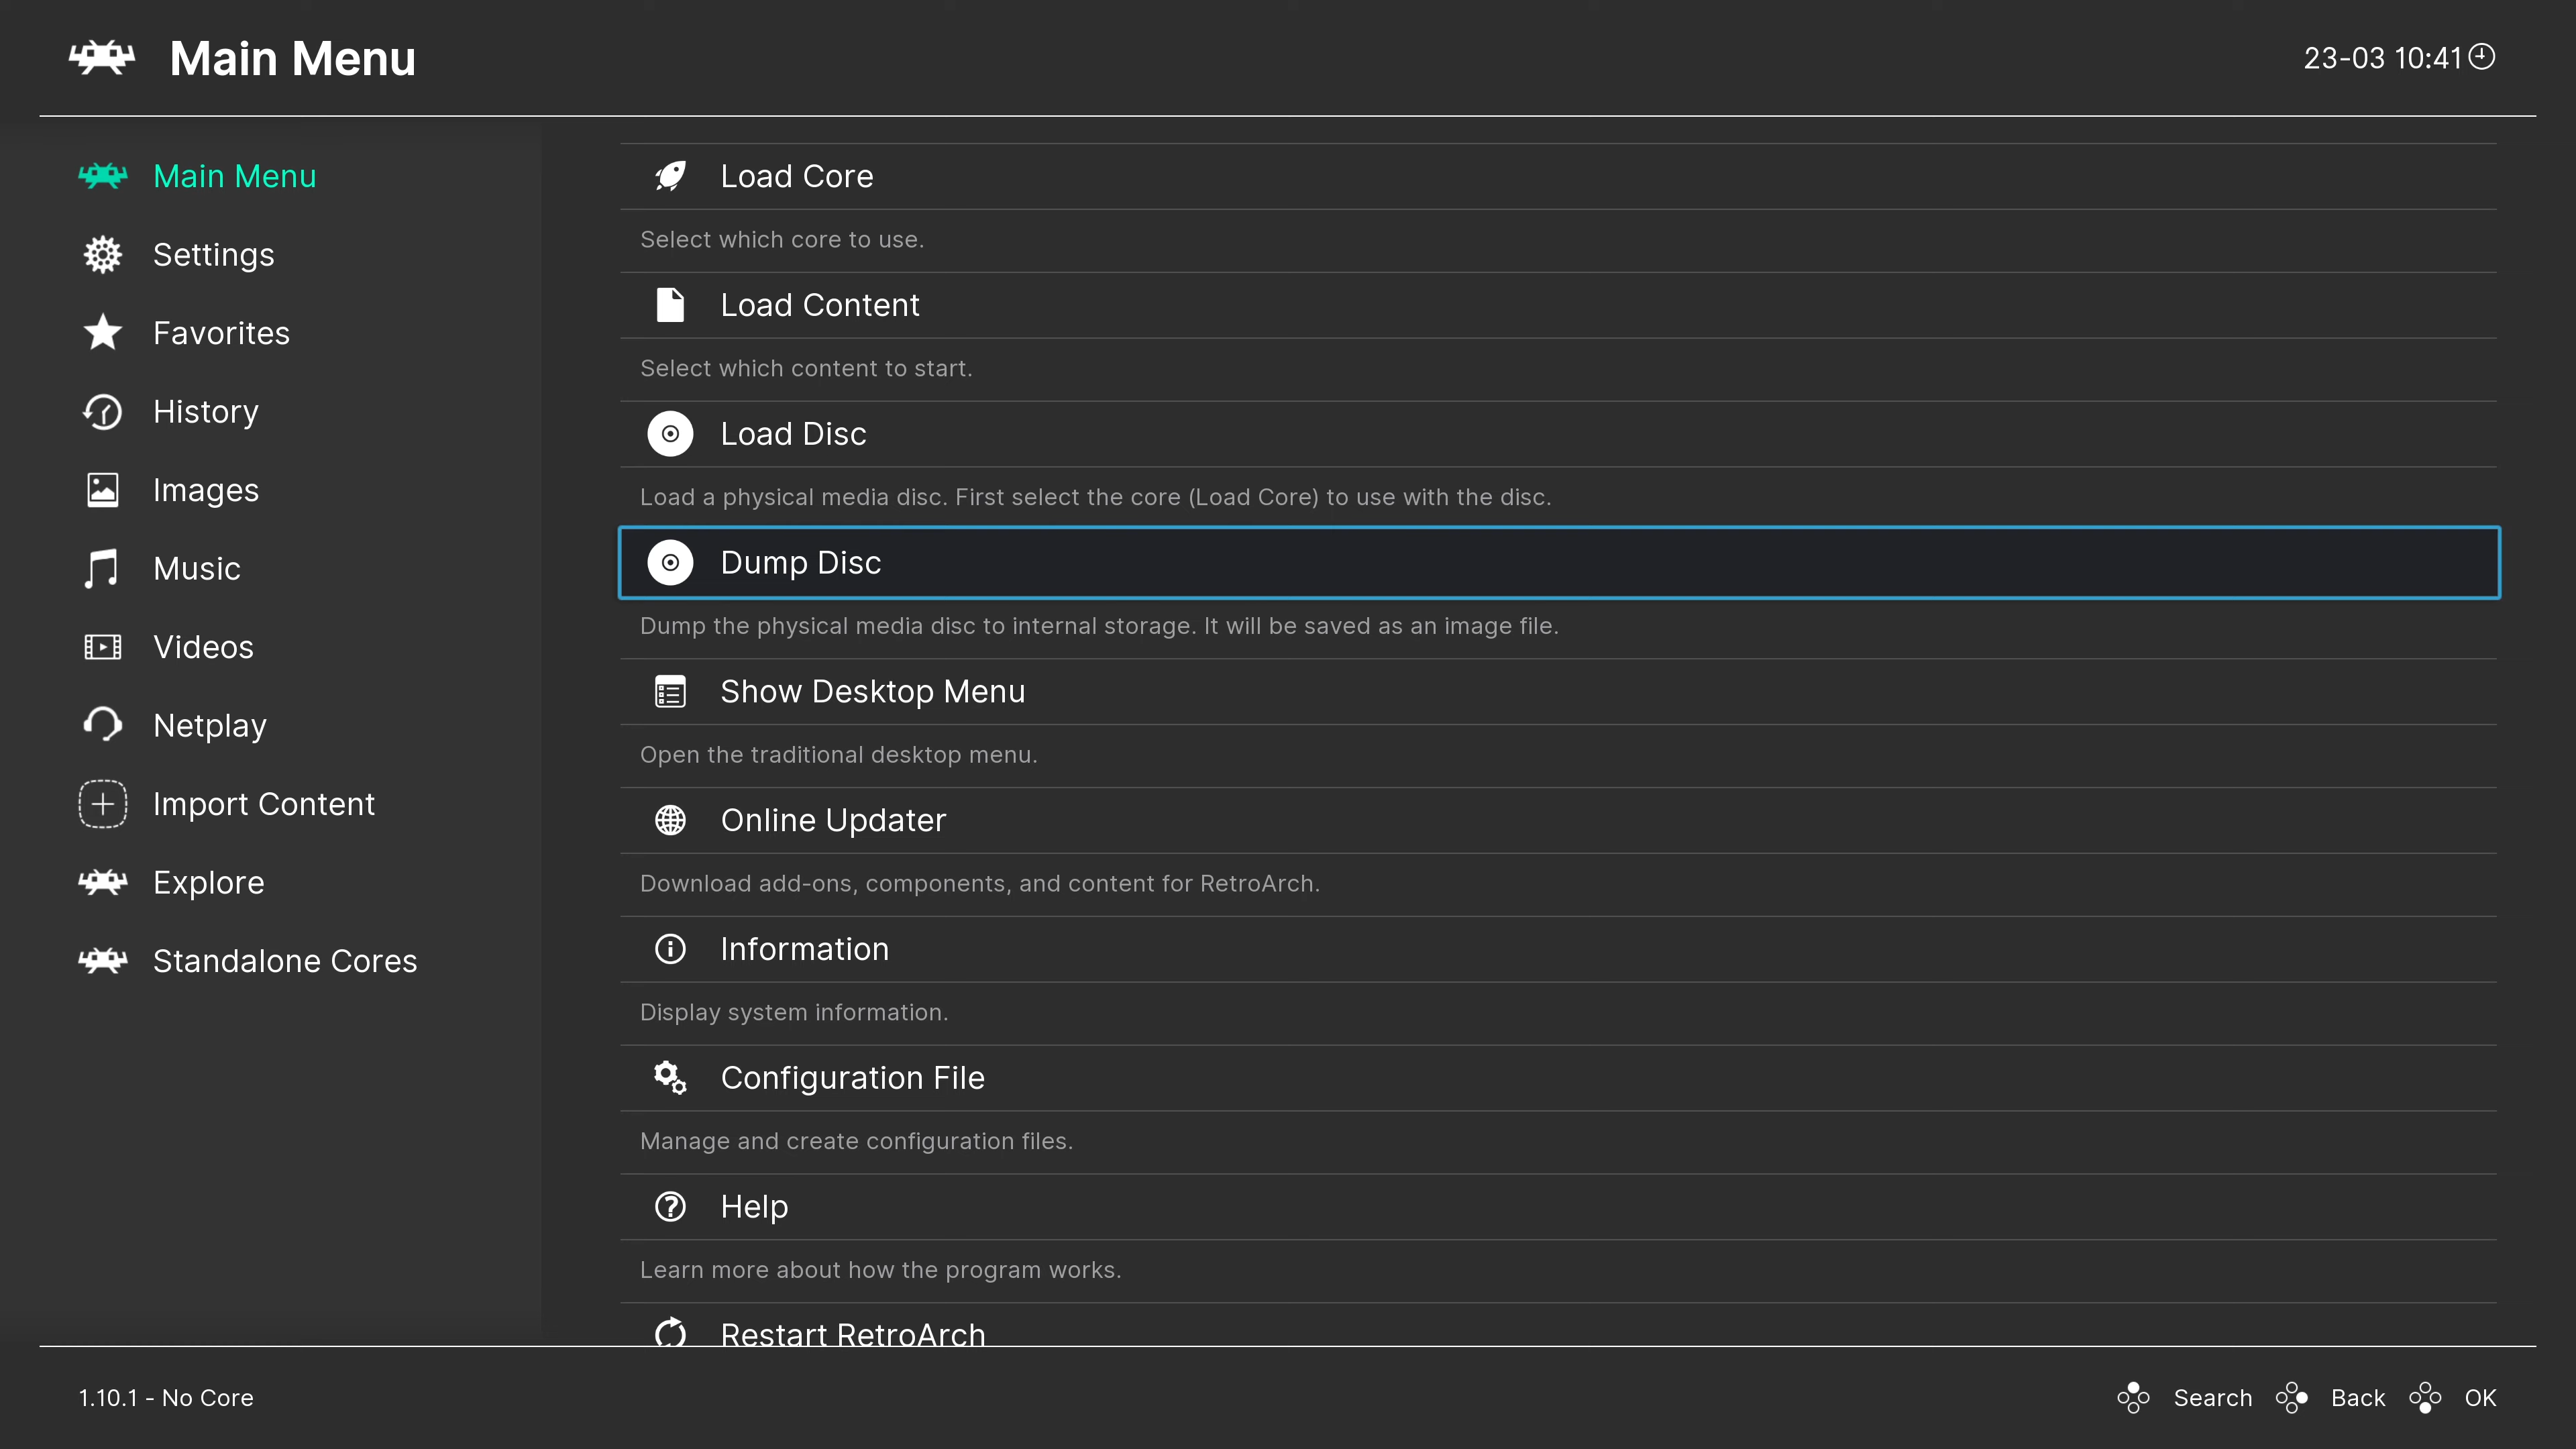 Main Menu
23-03 10:41
Main Menu
Settings
Favorites
History
Images
Music
Videos
Netplay
Import Content
Explore
Standalone Cores
Load Core
Select which core to use.
Load Content
Select which content to start.
Load Disc
Load a physical media disc. First select the core (Load Core) to use with the disc.
Dump Disc
Dump the physical media disc to internal storage. It will be saved as an image file.
Show Desktop Menu
Open the traditional desktop menu.
Online Updater
Download add-ons, components, and content for RetroArch.
Information
Display system information.
Configuration File
Manage and create configuration files.
Help
Learn more about how the program works.
Restart RetroArch
1.10.1 - No Core
Search Back OK